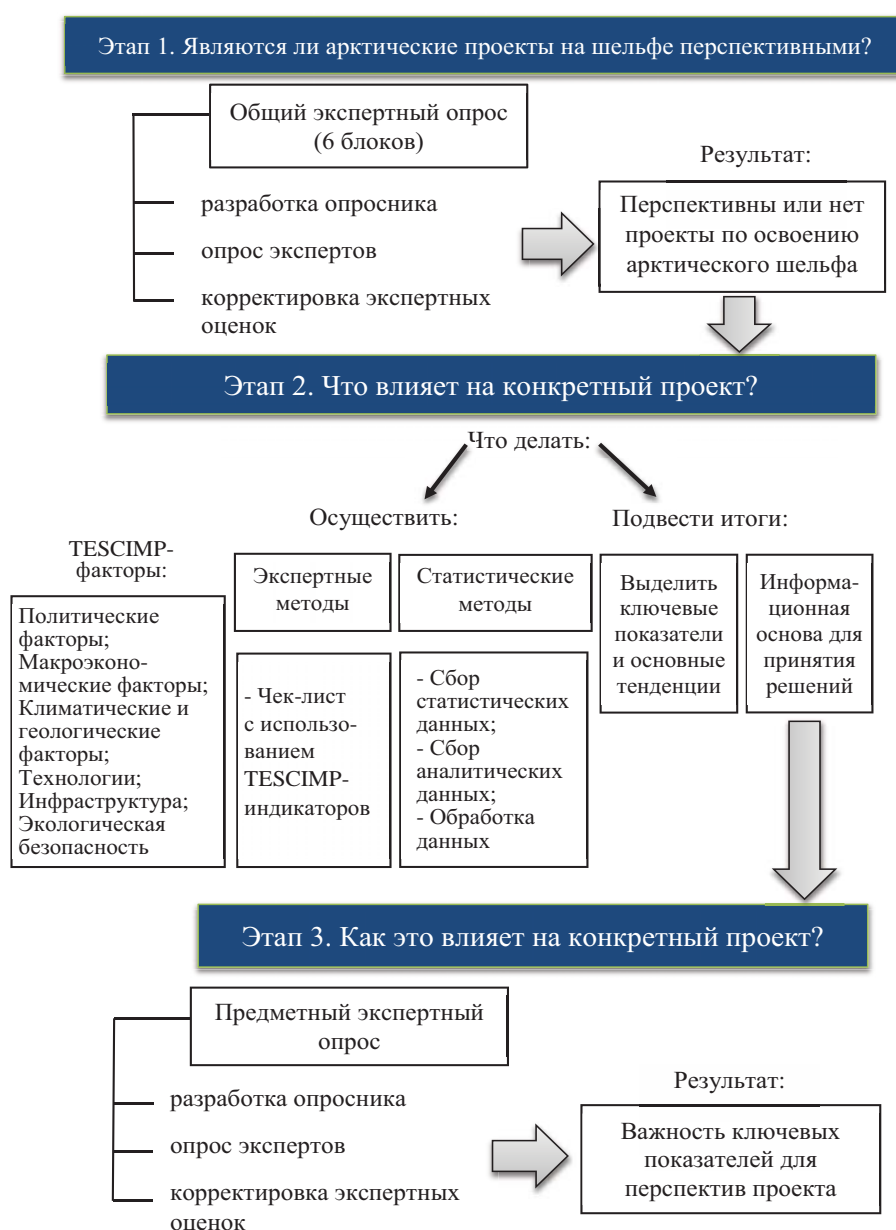 Этап 1. Являются ли арктические проекты на шельфе перспективными?
Общий экспертный опрос
(6 блоков)
разработка опросника
опрос экспертов
корректировка экспертных
оценок
Результат:
Перспективны или нет
проекты по освоению
арктического шельфа
Этап 2. Что влияет на конкретный проект?
Что делать:
Осуществить:
Подвести итоги:
TESCIMP-
факторы:
Политические
факторы;
Макроэконо-
мические факторы;
Климатические и
геологические
факторы;
Технологии;
Инфраструктура;
Экологическая
безопасность
Экспертные
методы
- Чек-лист
с использо-
ванием
TESCIMP-
индикаторов
Статистические
методы
- Сбор
статистических
данных;
- Сбор
аналитических
данных;
- Обработка
данных
Выделить
ключевые
показатели
и основные
тенденции
Информа-
ционная
основа для
принятия
решений
Этап 3. Как это влияет на конкретный проект?
Предметный экспертный
опрос
разработка опросника
опрос экспертов
корректировка экспертных
оценок
Результат:
Важность ключевых
показателей для
перспектив проекта